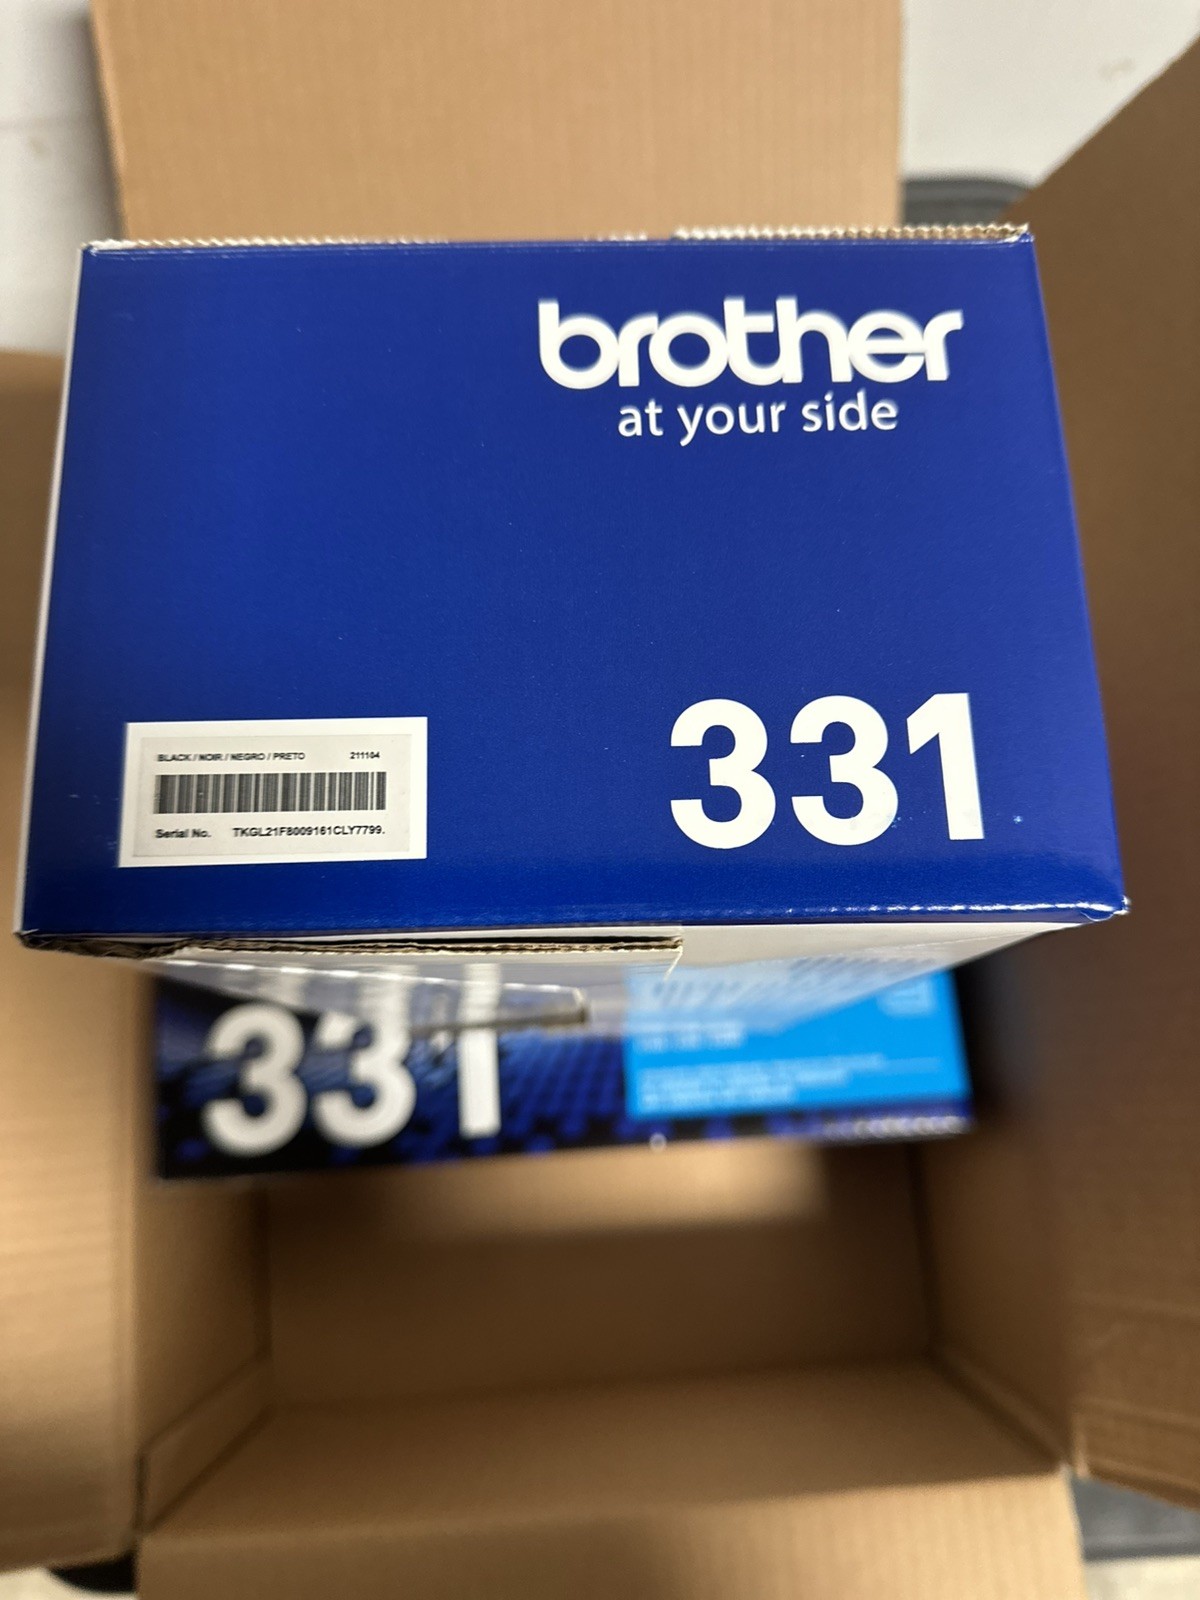 brother
at your side
331
BLACK / NOIR / NEGRO / PRETO 211104
Serial No. TKGL21F8009161CLY7799.
331